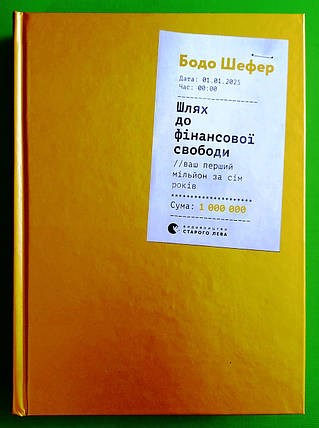 Бодо Шефер
Дата: 01.01.2025
Час: 00:00
Шлях
до
фінансової
свободи
//ваш перший
мільйон за сім
років
********************
Сума: 1 000 000
видавництво
СТАРОГО ЛЕВА